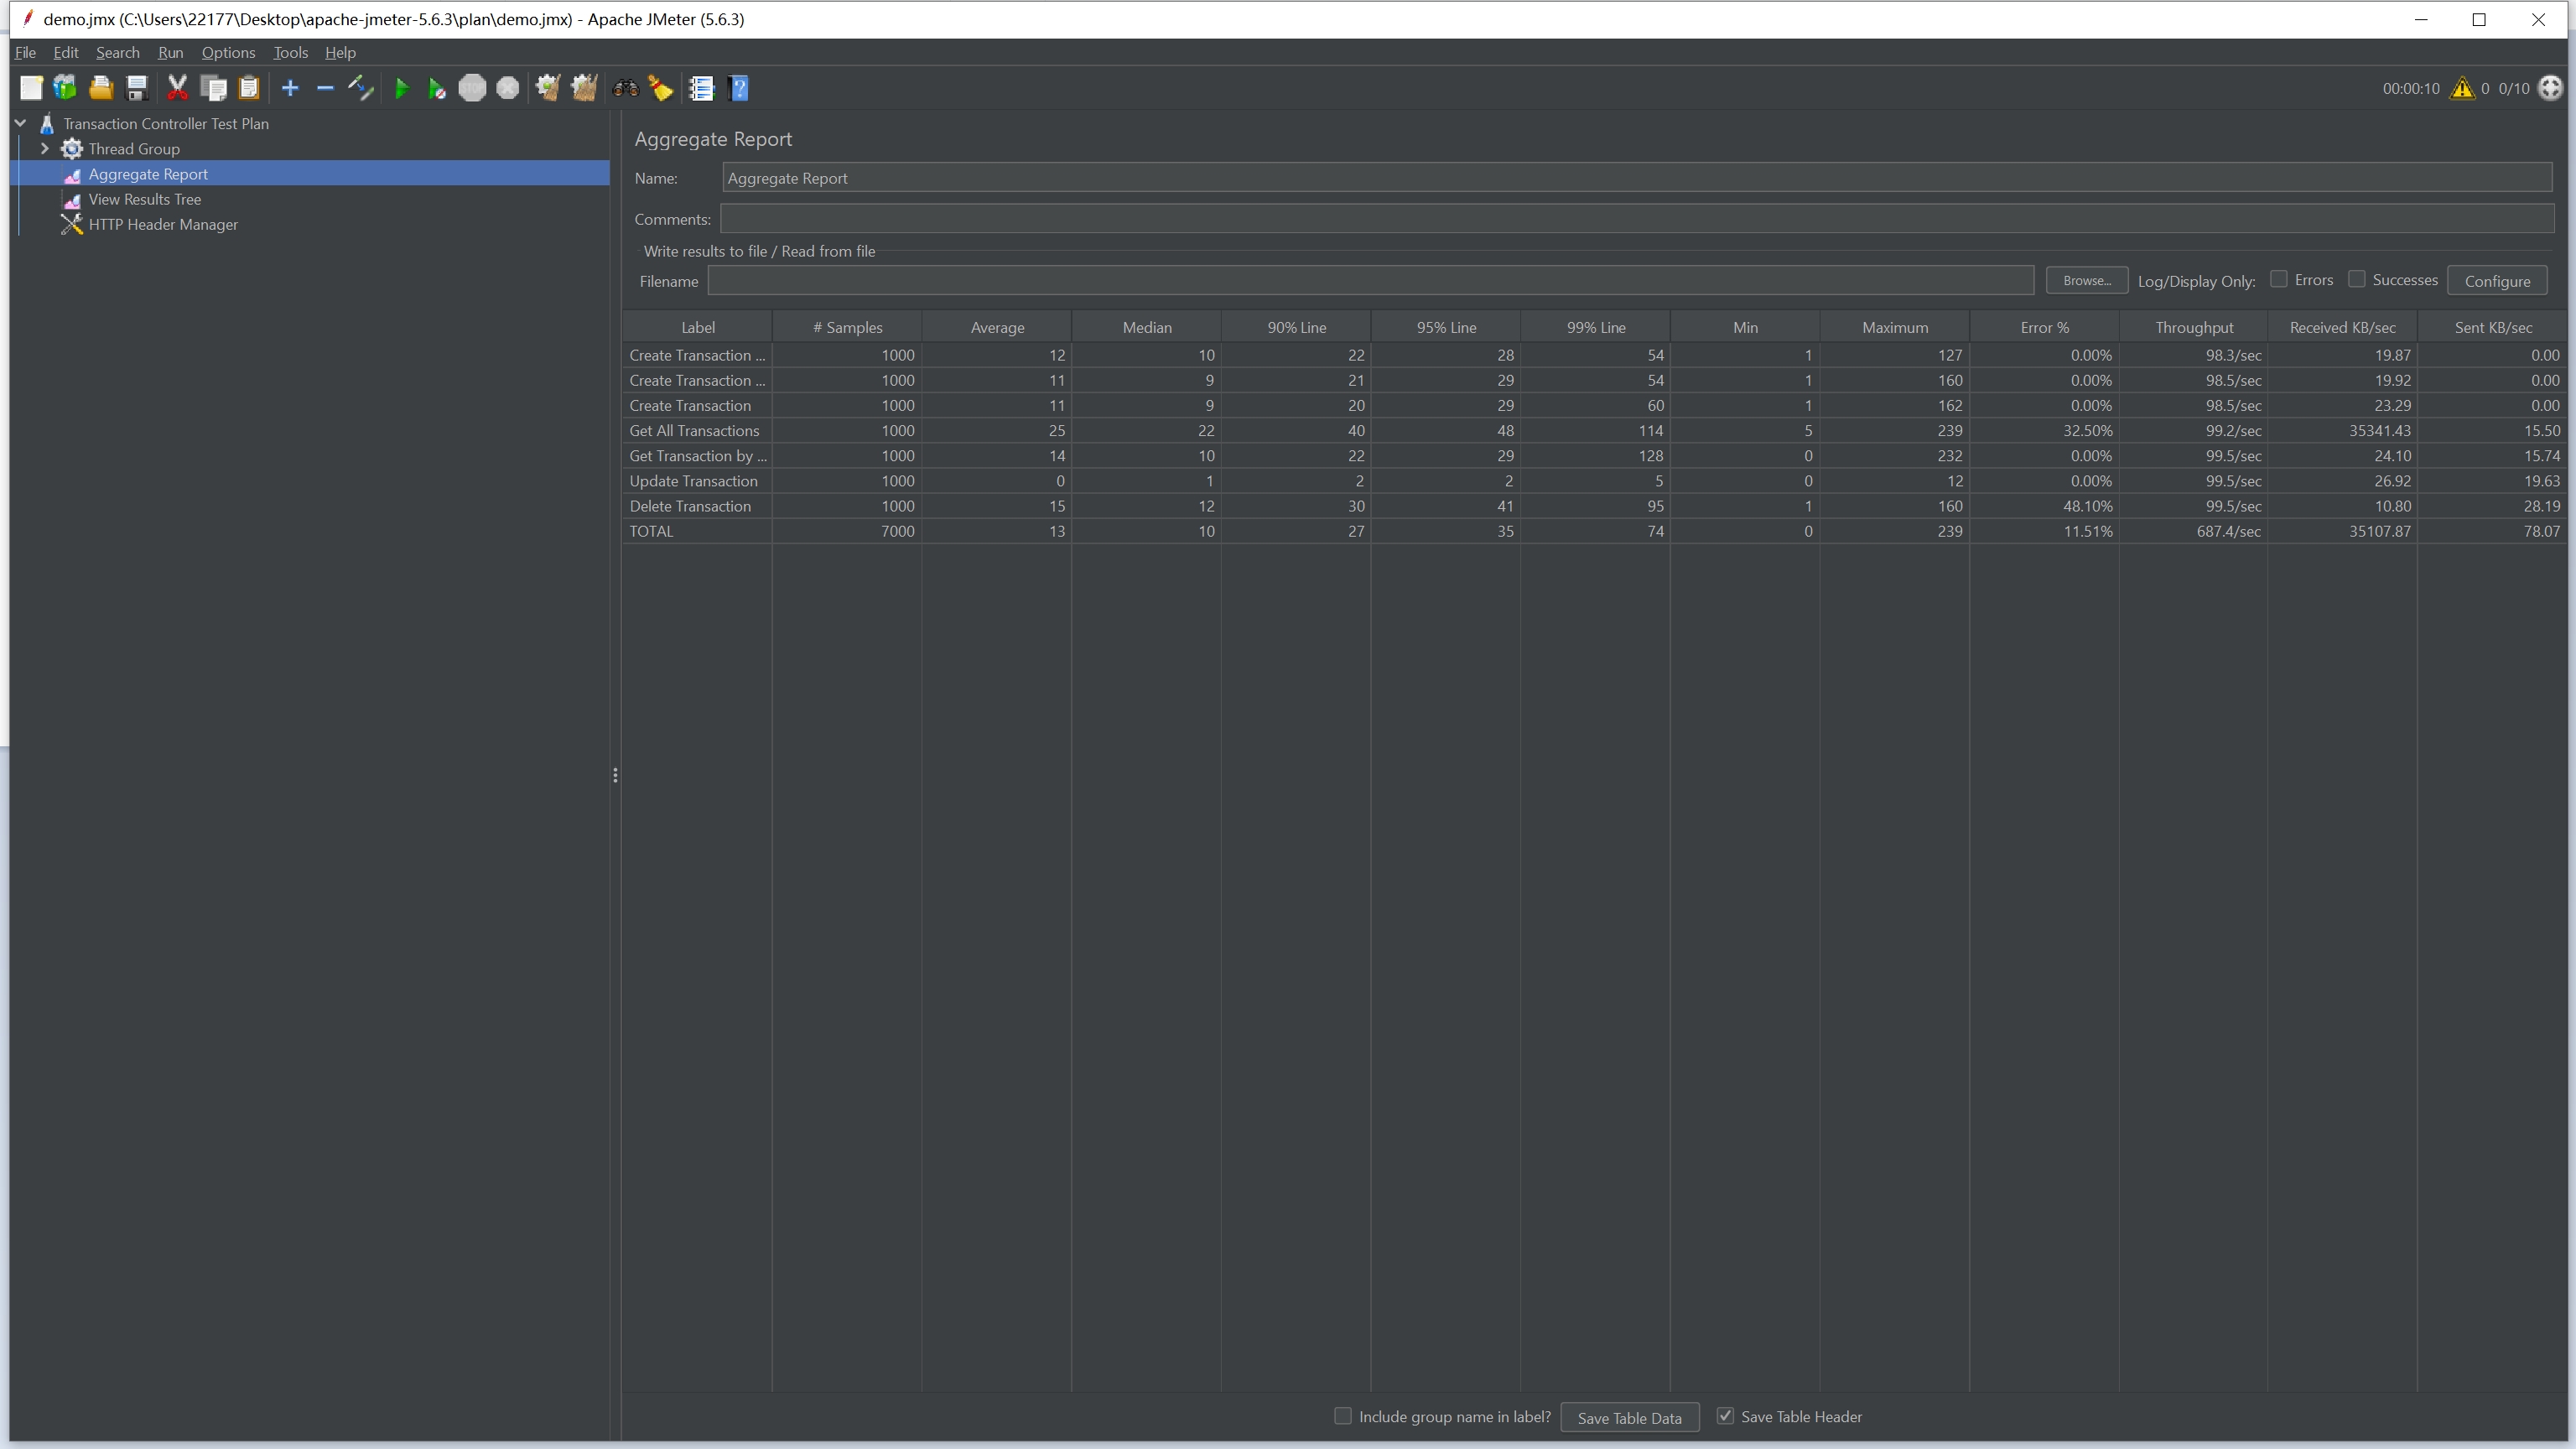 demo.jmx (C:\Users\22177\Desktop\apache-jmeter-5.6.3\plan\demo.jmx) - Apache JMeter (5.6.3)
File Edit Search Run Options Tools Help
STOP ? 00:00:10 0 0/10
Transaction Controller Test Plan
Thread Group
Aggregate Report
View Results Tree
HTTP Header Manager
Aggregate Report
Name: Aggregate Report
Comments:
Write results to file / Read from file
Filename Browse... Log/Display Only: Errors Successes Configure
Label # Samples Average Median 90% Line 95% Line 99% Line Min Maximum Error % Throughput Received KB/sec Sent KB/sec
Create Transaction ... 1000 12 10 22 28 54 1 127 0.00% 98.3/sec 19.87 0.00
Create Transaction ... 1000 11 9 21 29 54 1 160 0.00% 98.5/sec 19.92 0.00
Create Transaction 1000 11 9 20 29 60 1 162 0.00% 98.5/sec 23.29 0.00
Get All Transactions 1000 25 22 40 48 114 5 239 32.50% 99.2/sec 35341.43 15.50
Get Transaction by ... 1000 14 10 22 29 128 0 232 0.00% 99.5/sec 24.10 15.74
Update Transaction 1000 0 1 2 2 5 0 12 0.00% 99.5/sec 26.92 19.63
Delete Transaction 1000 15 12 30 41 95 1 160 48.10% 99.5/sec 10.80 28.19
TOTAL 7000 13 10 27 35 74 0 239 11.51% 687.4/sec 35107.87 78.07
Include group name in label? Save Table Data Save Table Header